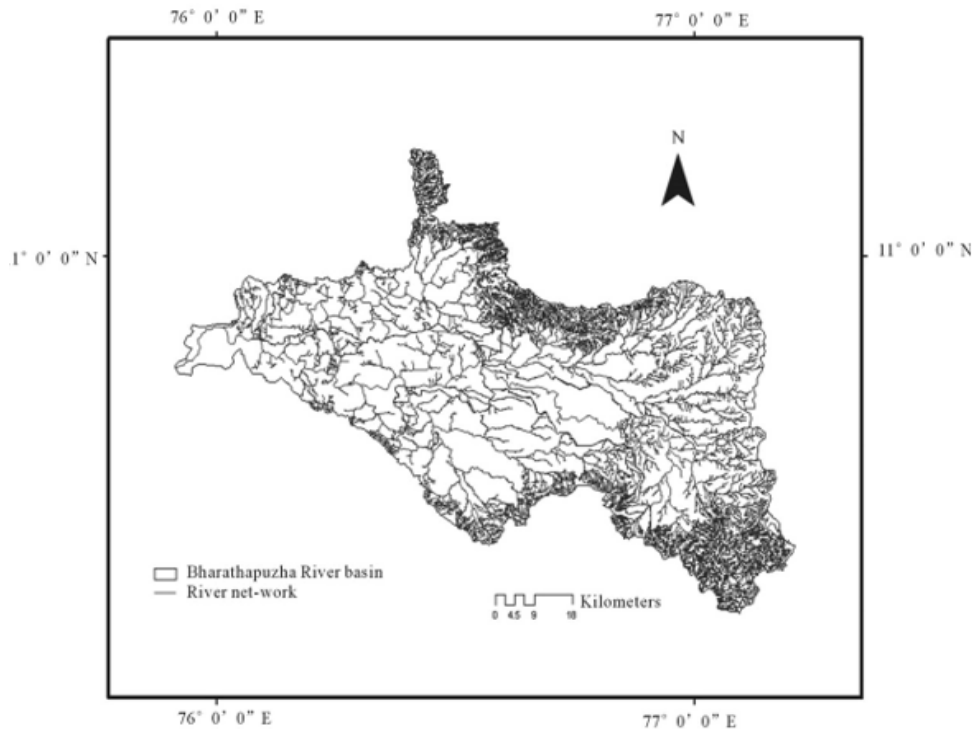 76° 0' 0" E
77° 0' 0" E
N
1° 0' 0" N
11° 0' 0" N
Bharathapuzha River basin
River net-work
Kilometers
0 4.5 9 18
76° 0' 0" E
77° 0' 0" E